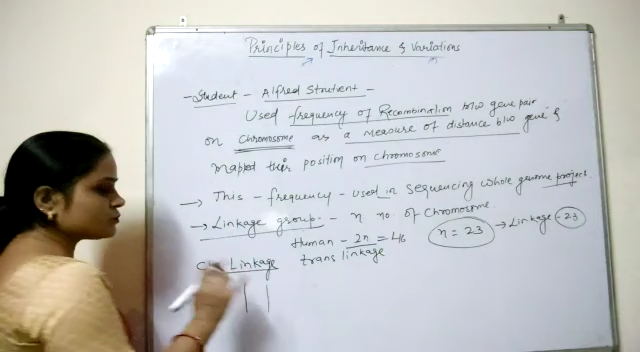 Principles of Inheritance & Variations
- Student - Alfred Strutvent -
Used frequency of Recombination b/w gene pair
on chromosome as a measure of distance b/w gene &
mapped their position on chromosome
→ This - frequency - used in sequencing whole genome project.
→ Linkage group. - n no. of Chromosome.
Human - 2n = 46 n = 23 → Linkage - 23
Linkage trans linkage